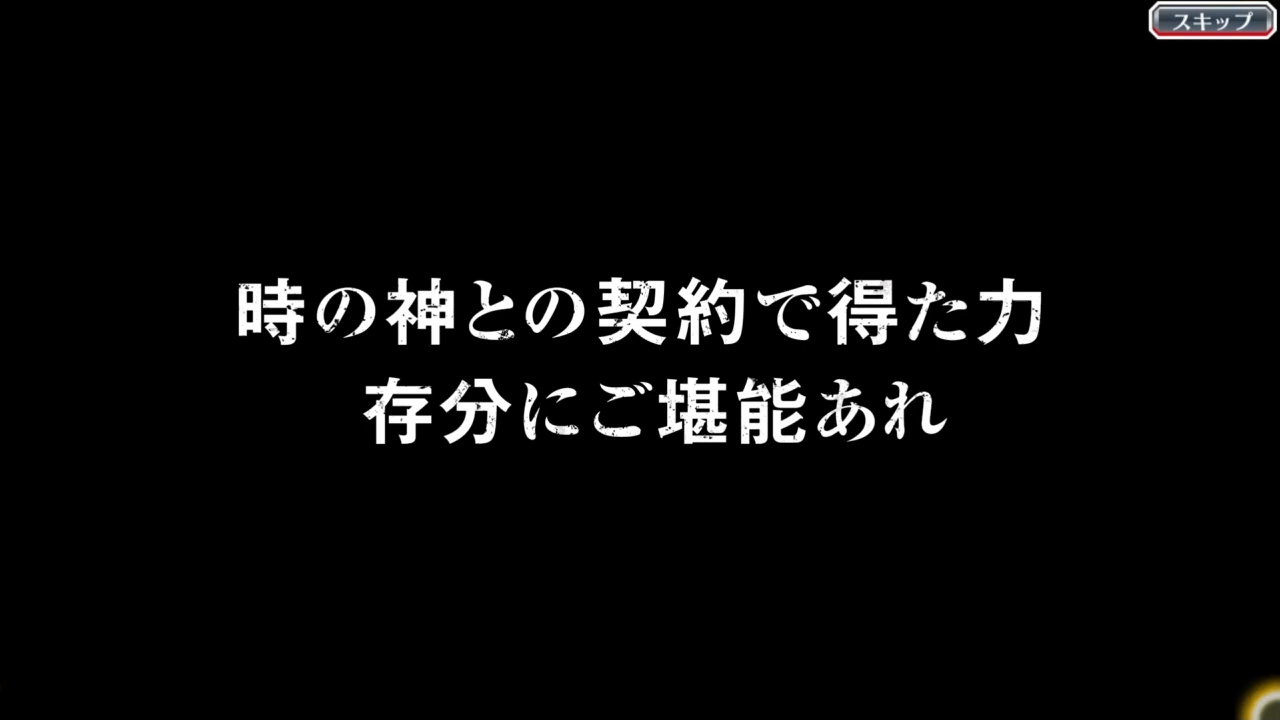 スキップ
時の神との契約で得た力
存分にご堪能あれ